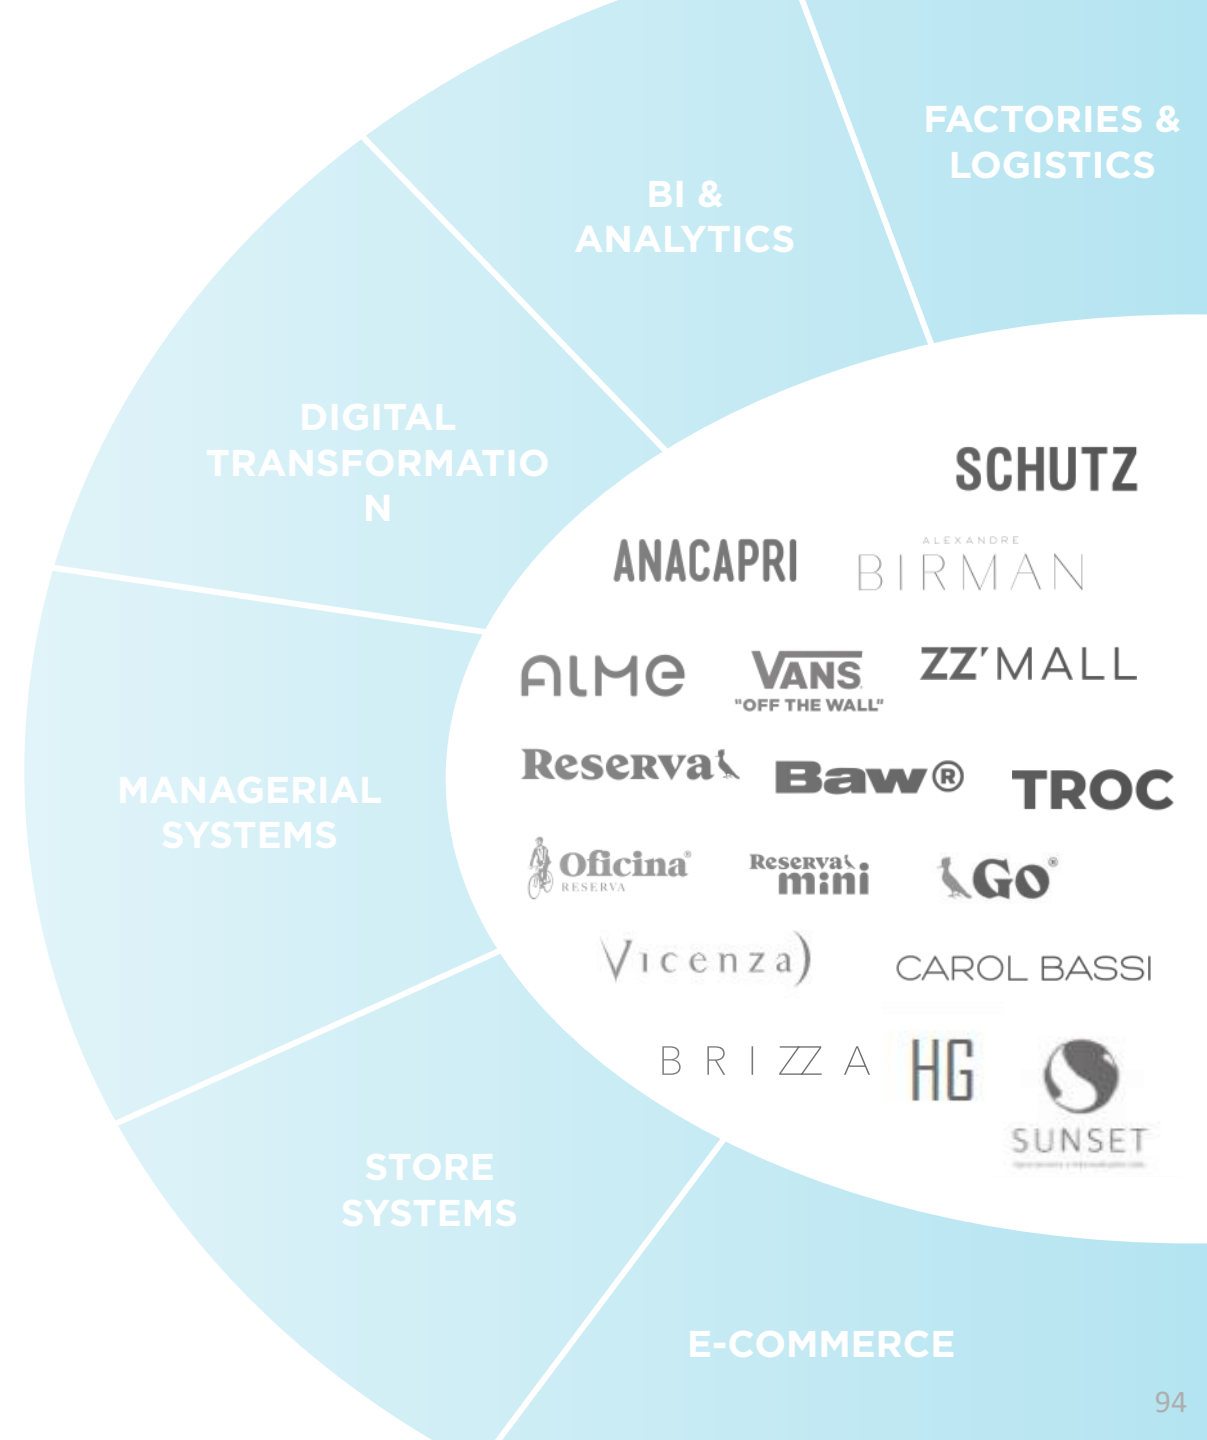 FACTORIES &
LOGISTICS
BI &
ANALYTICS
DIGITAL
TRANSFORMATIO
N
MANAGERIAL
SYSTEMS
STORE
SYSTEMS
E-COMMERCE
SCHUTZ
ANACAPRI
ALEXANDRE
BIRMAN
ALME
VANS
"OFF THE WALL"
ZZ'MALL
Reserva
Baw®
TROC
Oficina®
RESERVA
Reserva
mini
Go®
Vicenza)
CAROL BASSI
BRIZZA
HG
SUNSET
94